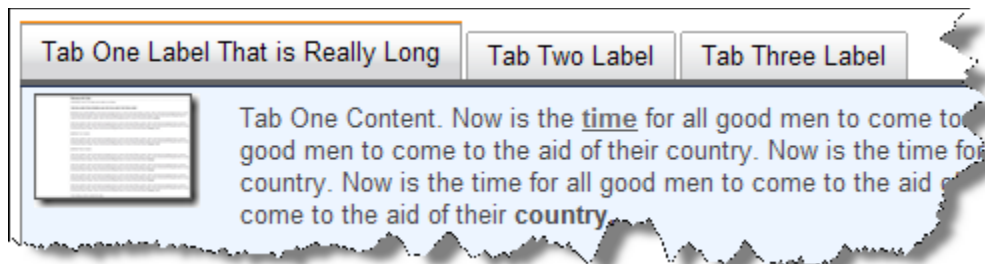 Tab One Label That is Really Long
Tab Two Label
Tab Three Label
Tab One Content. Now is the time for all good men to come to
good men to come to the aid of their country. Now is the time for
country. Now is the time for all good men to come to the aid
come to the aid of their country.